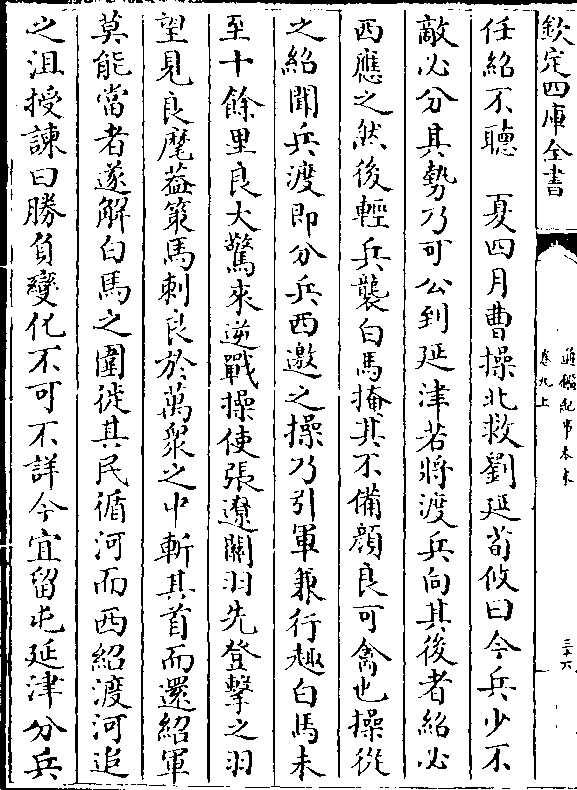 欽定四庫全書
通鑑紀事本末
卷九上
三十六
任紹不聽　夏四月曹操北救劉延荀攸曰今兵少不
敵必分其勢乃可公到延津若將渡兵向其後者紹必
西應之然後輕兵襲白馬掩其不備顔良可禽也操從
之紹聞兵渡即分兵西邀之操乃引軍兼行趣白馬未
至十餘里良大驚來逆戰操使張遼關羽先登擊之羽
望見良麾葢策馬刺良於萬衆之中斬其首而還紹軍
莫能當者遂解白馬之圍徙其民循河而西紹渡河追
之沮授諫曰勝負變化不可不詳今宜留屯延津分兵